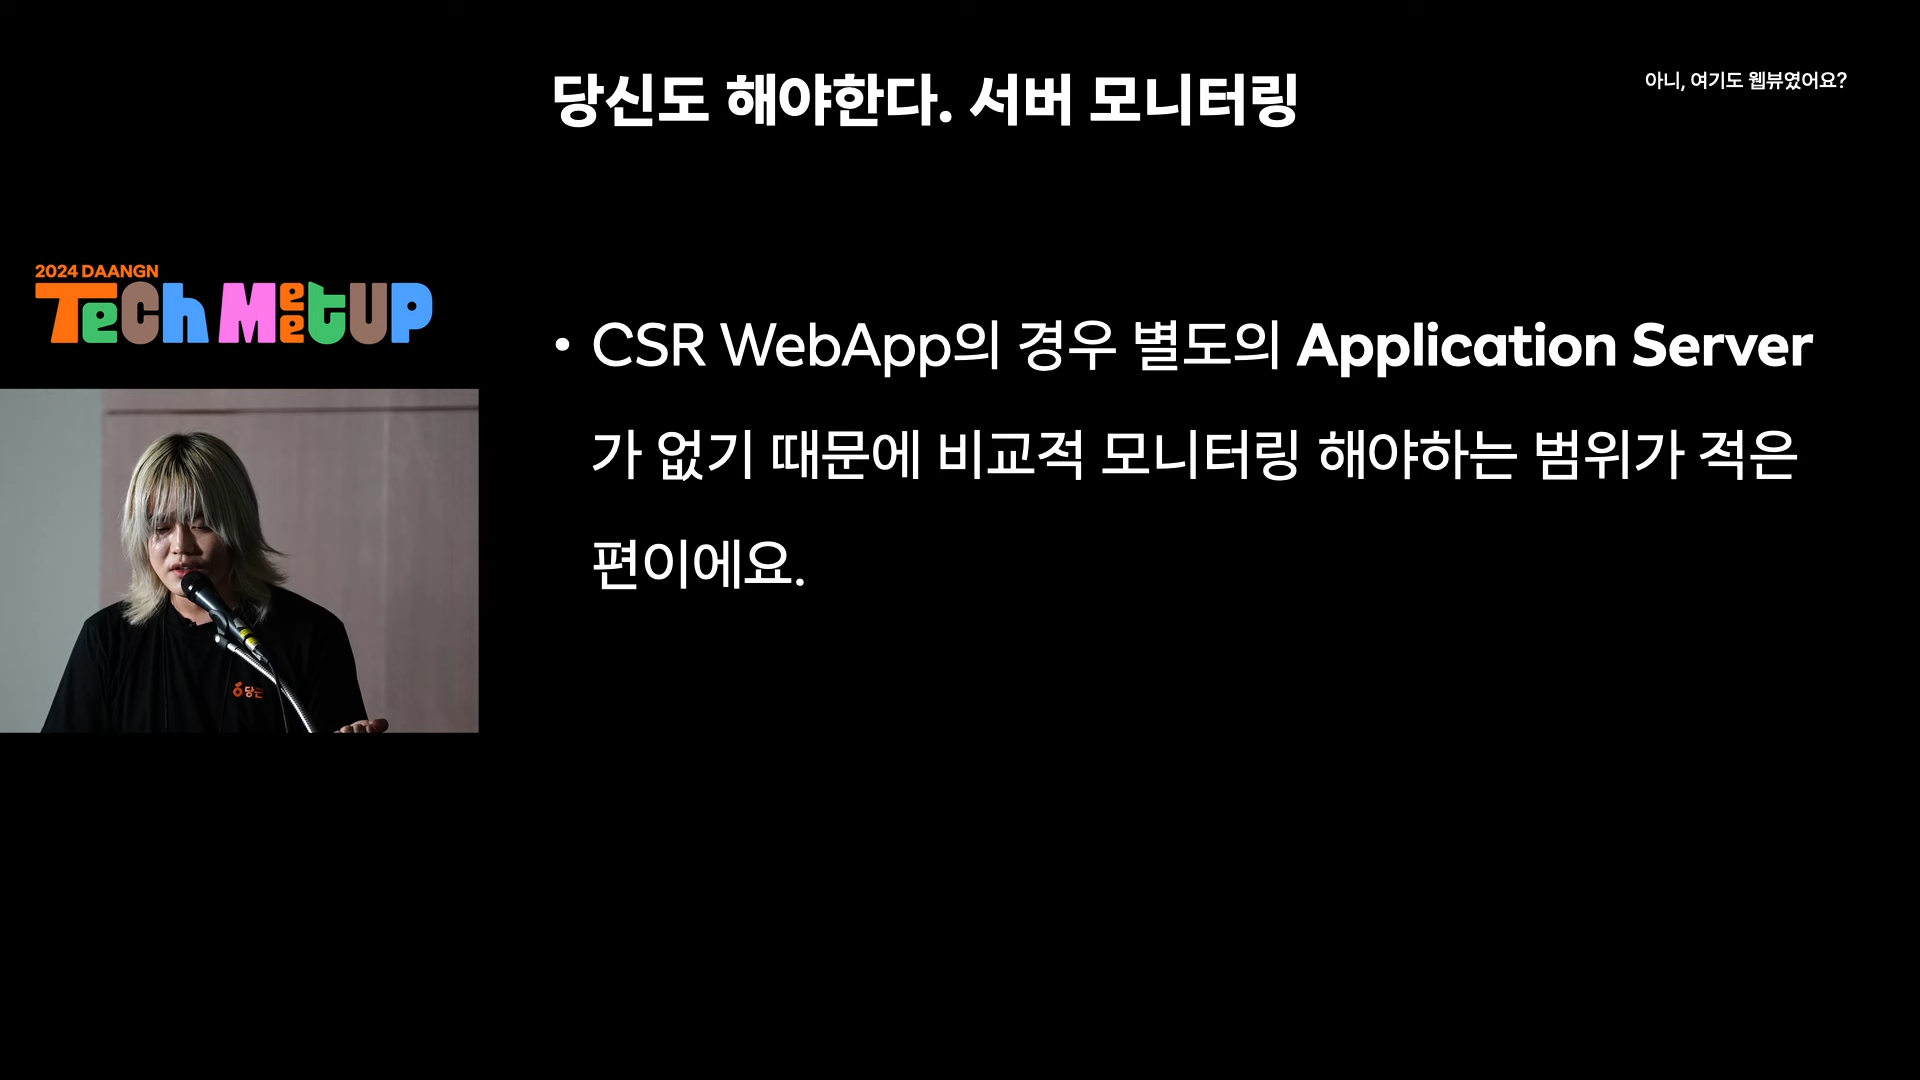 당신도 해야한다. 서버 모니터링
아니, 여기도 웹뷰였어요?
2024 DAANGN
Tech MeetUP
• CSR WebApp의 경우 별도의 Application Server
가 없기 때문에 비교적 모니터링 해야하는 범위가 적은
편이에요.
당근